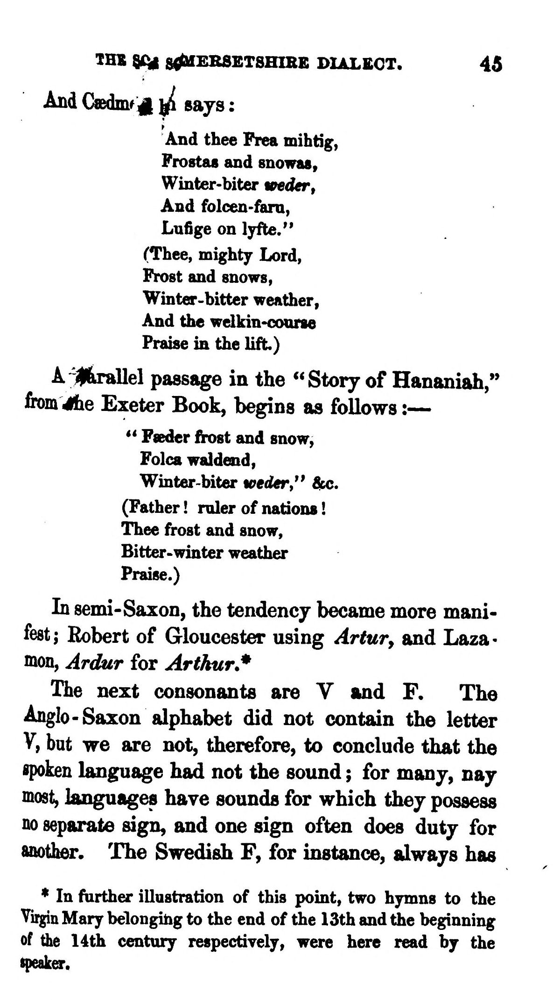 THE SOMERSETSHIRE DIALECT. 45
And Cædmon says:
And thee Frea mihtig,
Frostas and snowas,
Winter-biter weder,
And folcen-faru,
Lufige on lyfte."
(Thee, mighty Lord,
Frost and snows,
Winter-bitter weather,
And the welkin-course
Praise in the lift.)
A parallel passage in the "Story of Hananiah,"
from the Exeter Book, begins as follows:—
"Fæder frost and snow,
Folca waldend,
Winter-biter weder," &c.
(Father! ruler of nations!
Thee frost and snow,
Bitter-winter weather
Praise.)
In semi-Saxon, the tendency became more mani-
fest; Robert of Gloucester using Artur, and Laza-
mon, Ardur for Arthur.*
The next consonants are V and F. The
Anglo-Saxon alphabet did not contain the letter
V, but we are not, therefore, to conclude that the
spoken language had not the sound; for many, nay
most, languages have sounds for which they possess
no separate sign, and one sign often does duty for
another. The Swedish F, for instance, always has
* In further illustration of this point, two hymns to the
Virgin Mary belonging to the end of the 13th and the beginning
of the 14th century respectively, were here read by the
speaker.